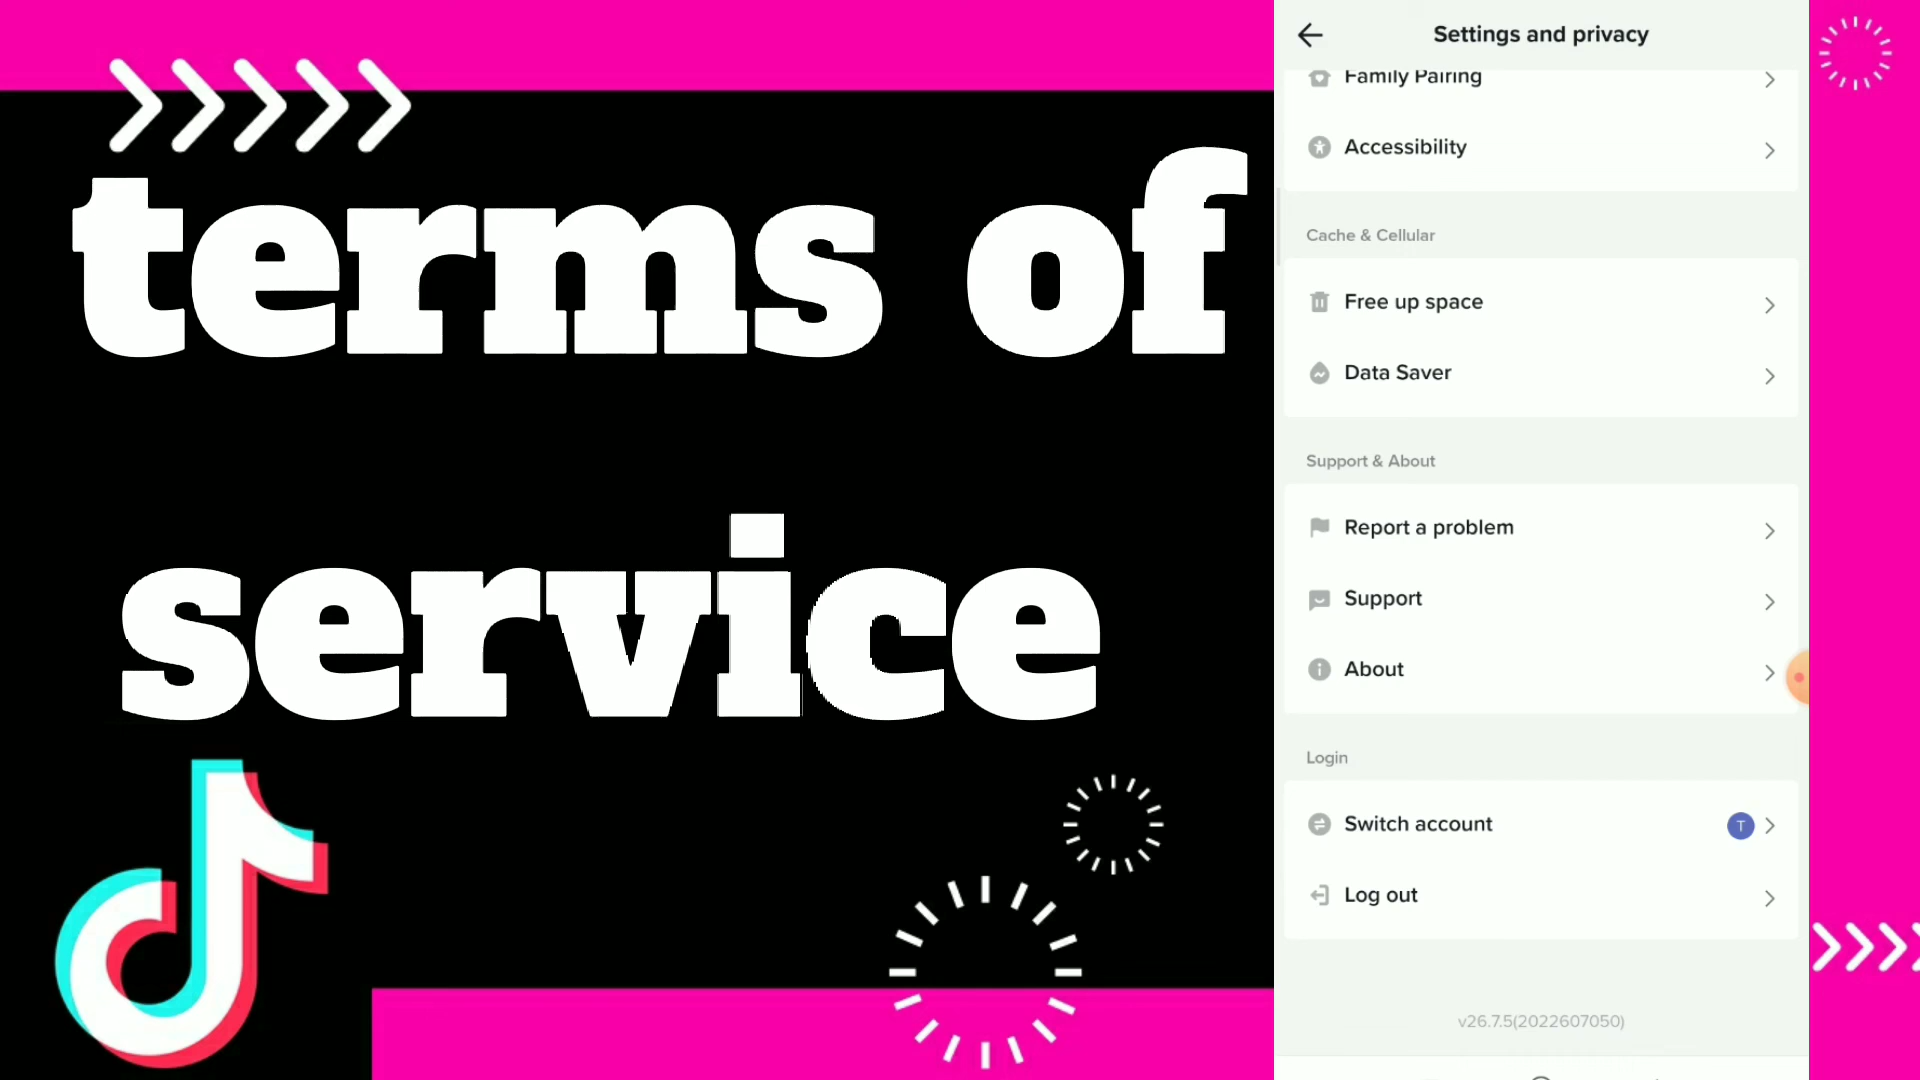 terms of
service
Settings and privacy
Family Pairing
Accessibility
Cache & Cellular
Free up space
Data Saver
Support & About
Report a problem
Support
About
Login
Switch account
T
Log out
v26.7.5(2022607050)